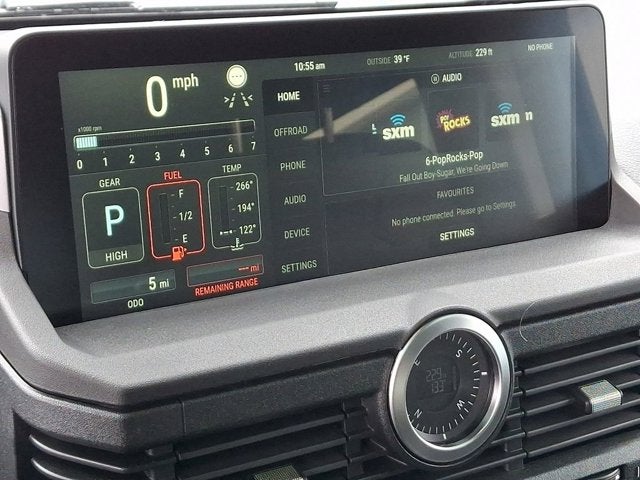 10:55 am OUTSIDE 39 °F ALTITUDE 229 ft NO PHONE
0 mph
x1000 rpm
0 1 2 3 4 5 6 7
GEAR
P
HIGH
FUEL
F
1/2
E
TEMP
266°
194°
122°
5 mi
ODO
--- mi
REMAINING RANGE
HOME
OFFROAD
PHONE
AUDIO
DEVICE
SETTINGS
AUDIO
sxm
POP ROCKS
sxm n
6-PopRocks-Pop
Fall Out Boy-Sugar, We're Going Down
FAVOURITES
No phone connected. Please go to Settings
SETTINGS
E S
N W